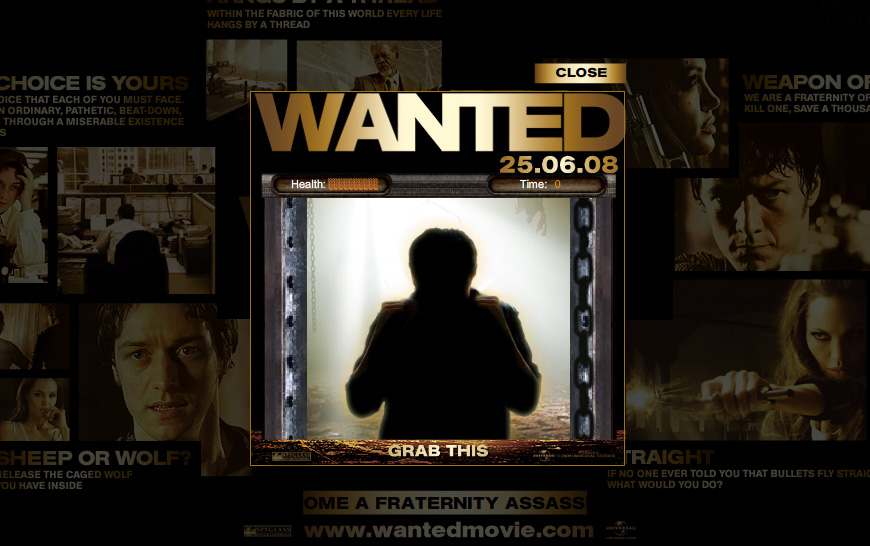 HANGS BY A THREAD
WITHIN THE FABRIC OF THIS WORLD EVERY LIFE
HANGS BY A THREAD
CLOSE
CHOICE IS YOURS
CHOICE THAT EACH OF YOU MUST FACE.
N ORDINARY, PATHETIC, BEAT-DOWN,
THROUGH A MISERABLE EXISTENCE
S
WEAPON OF
WE ARE A FRATERNITY OF
KILL ONE, SAVE A THOUSA
WANTED
25.06.08
Health:
Time: 0
GRAB THIS
SHEEP OR WOLF?
RELEASE THE CAGED WOLF
YOU HAVE INSIDE
TRAIGHT
IF NO ONE EVER TOLD YOU THAT BULLETS FLY STRAIG
WHAT WOULD YOU DO?
OME A FRATERNITY ASSASS
SPYGLASS
www.wantedmovie.com
UNIVERSAL